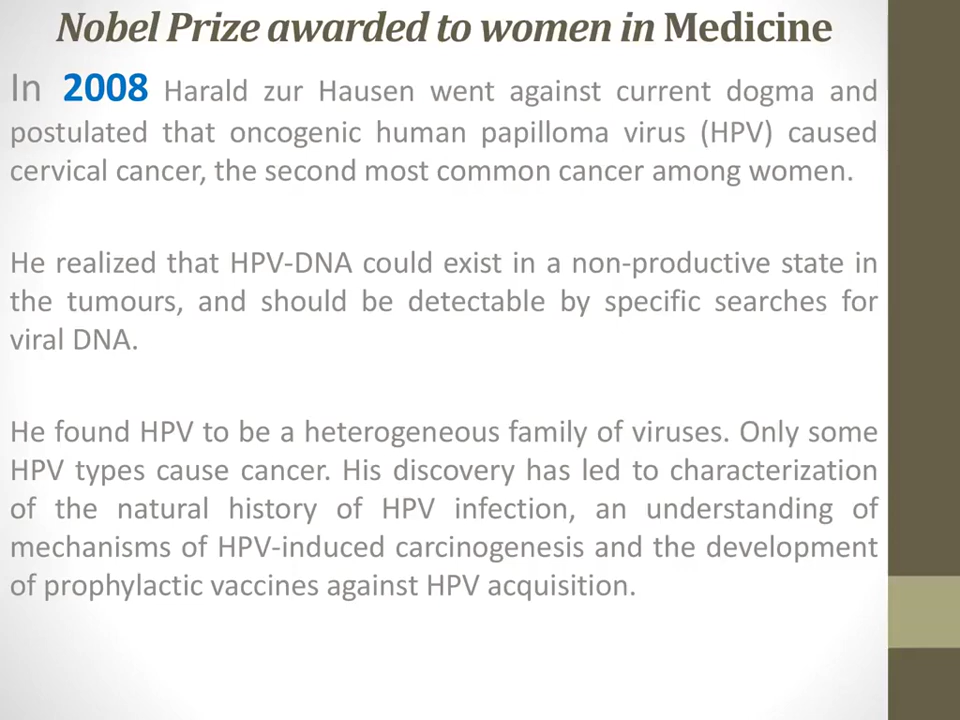 Nobel Prize awarded to women in Medicine
In 2008 Harald zur Hausen went against current dogma and
postulated that oncogenic human papilloma virus (HPV) caused
cervical cancer, the second most common cancer among women.
He realized that HPV-DNA could exist in a non-productive state in
the tumours, and should be detectable by specific searches for
viral DNA.
He found HPV to be a heterogeneous family of viruses. Only some
HPV types cause cancer. His discovery has led to characterization
of the natural history of HPV infection, an understanding of
mechanisms of HPV-induced carcinogenesis and the development
of prophylactic vaccines against HPV acquisition.